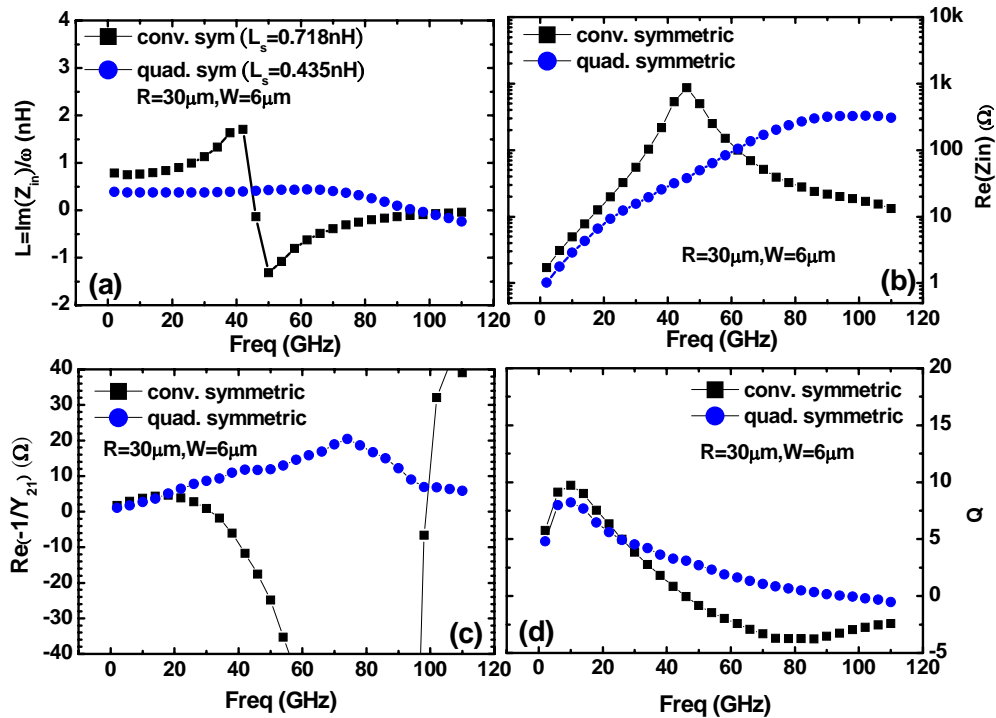 conv. sym (L_s=0.718nH)
quad. sym (L_s=0.435nH)
R=30μm,W=6μm
L=Im(Z_in)/ω (nH)
4
3
2
1
0
-1
-2
(a)
0 20 40 60 80 100 120
Freq (GHz)
conv. symmetric
quad. symmetric
R=30μm,W=6μm
(b)
10k
1k
100
10
1
Re(Zin) (Ω)
0 20 40 60 80 100 120
Freq (GHz)
conv. symmetric
quad. symmetric
R=30μm,W=6μm
Re(-1/Y_21) (Ω)
40
30
20
10
0
-10
-20
-30
-40
(c)
0 20 40 60 80 100 120
Freq (GHz)
conv. symmetric
quad. symmetric
R=30μm,W=6μm
(d)
20
15
10
5
0
-5
Q
0 20 40 60 80 100 120
Freq (GHz)